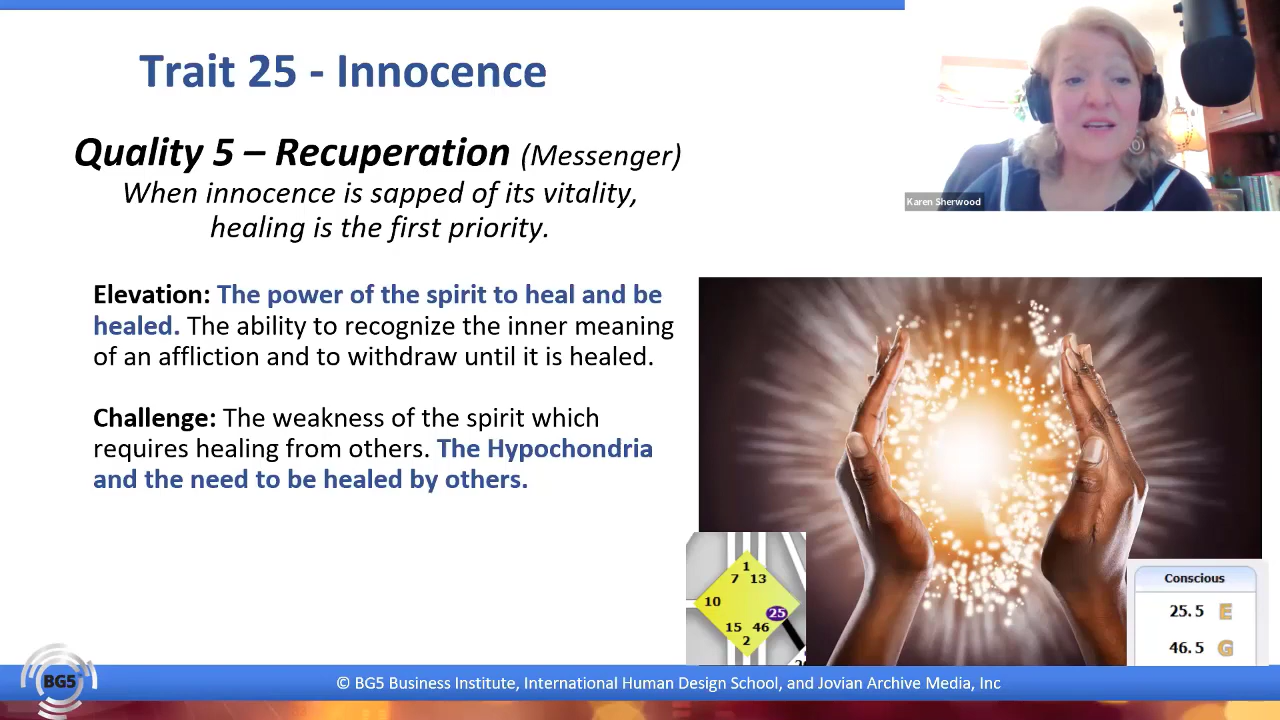 Trait 25 - Innocence
Karen Sherwood
Quality 5 – Recuperation (Messenger)
When innocence is sapped of its vitality,
healing is the first priority.
Elevation: The power of the spirit to heal and be
healed. The ability to recognize the inner meaning
of an affliction and to withdraw until it is healed.
Challenge: The weakness of the spirit which
requires healing from others. The Hypochondria
and the need to be healed by others.
1
7 13
10
25
15 46
2
Conscious
25.5 E
46.5 G
BG5
© BG5 Business Institute, International Human Design School, and Jovian Archive Media, Inc